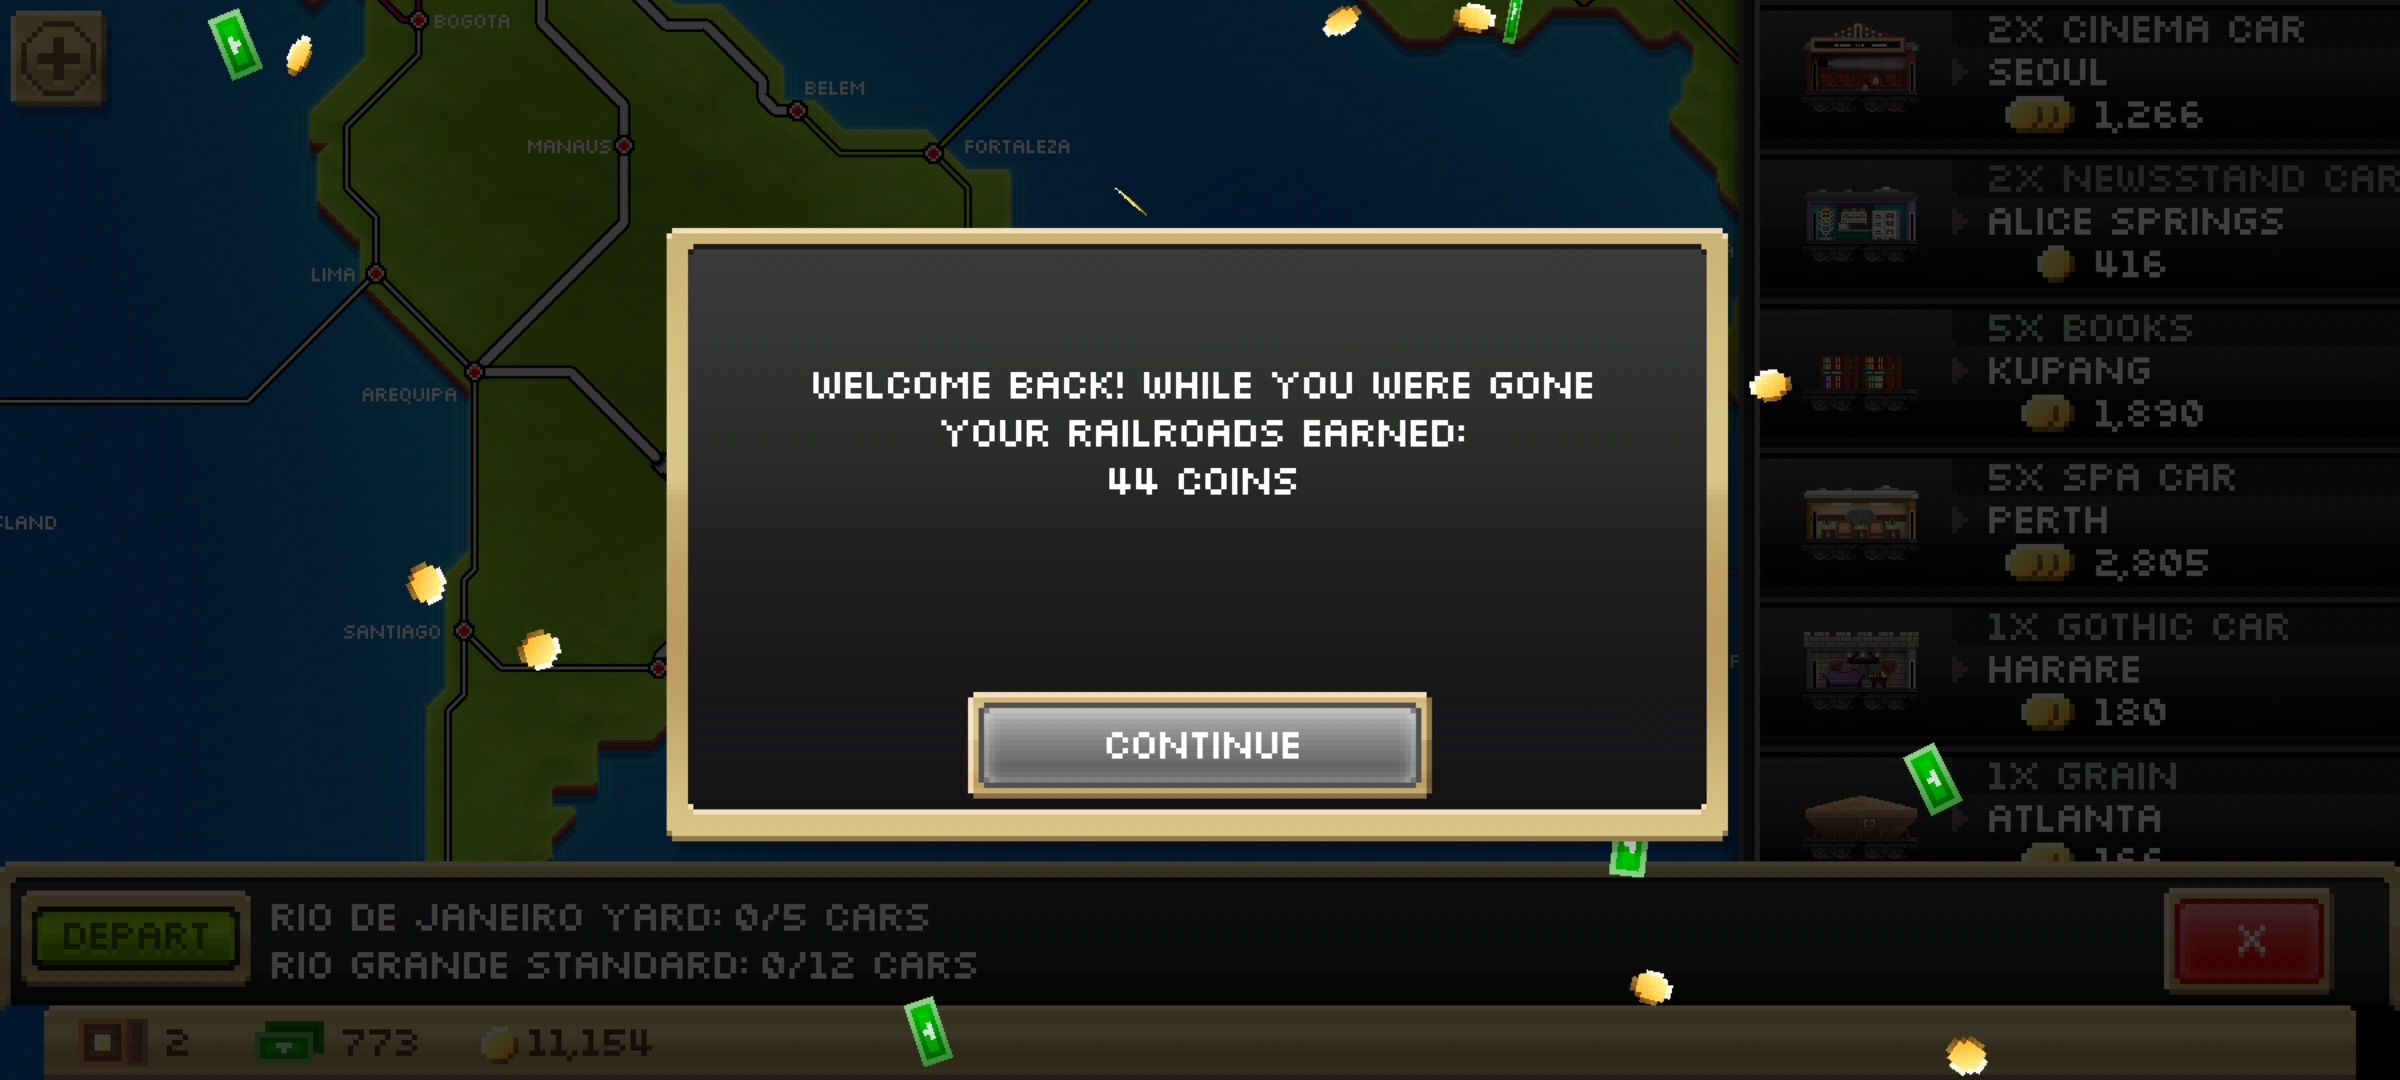 BOGOTA
BELEM
MANAUS
FORTALEZA
LIMA
AREQUIPA
SANTIAGO
WELCOME BACK! WHILE YOU WERE GONE
YOUR RAILROADS EARNED:
44 COINS
CONTINUE
2X CINEMA CAR
SEOUL
1,266
2X NEWSSTAND CAR
ALICE SPRINGS
416
5X BOOKS
KUPANG
1,890
5X SPA CAR
PERTH
2,805
1X GOTHIC CAR
HARARE
180
1X GRAIN
ATLANTA
DEPART
RIO DE JANEIRO YARD: 0/5 CARS
RIO GRANDE STANDARD: 0/12 CARS
X
2
773
11,154